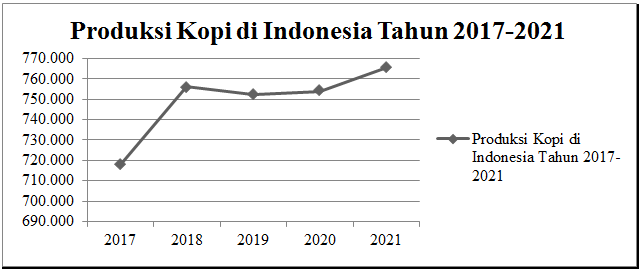 Produksi Kopi di Indonesia Tahun 2017-2021
770.000
760.000
750.000
740.000
730.000
720.000
710.000
700.000
690.000
2017 2018 2019 2020 2021
Produksi Kopi di
Indonesia Tahun 2017-
2021